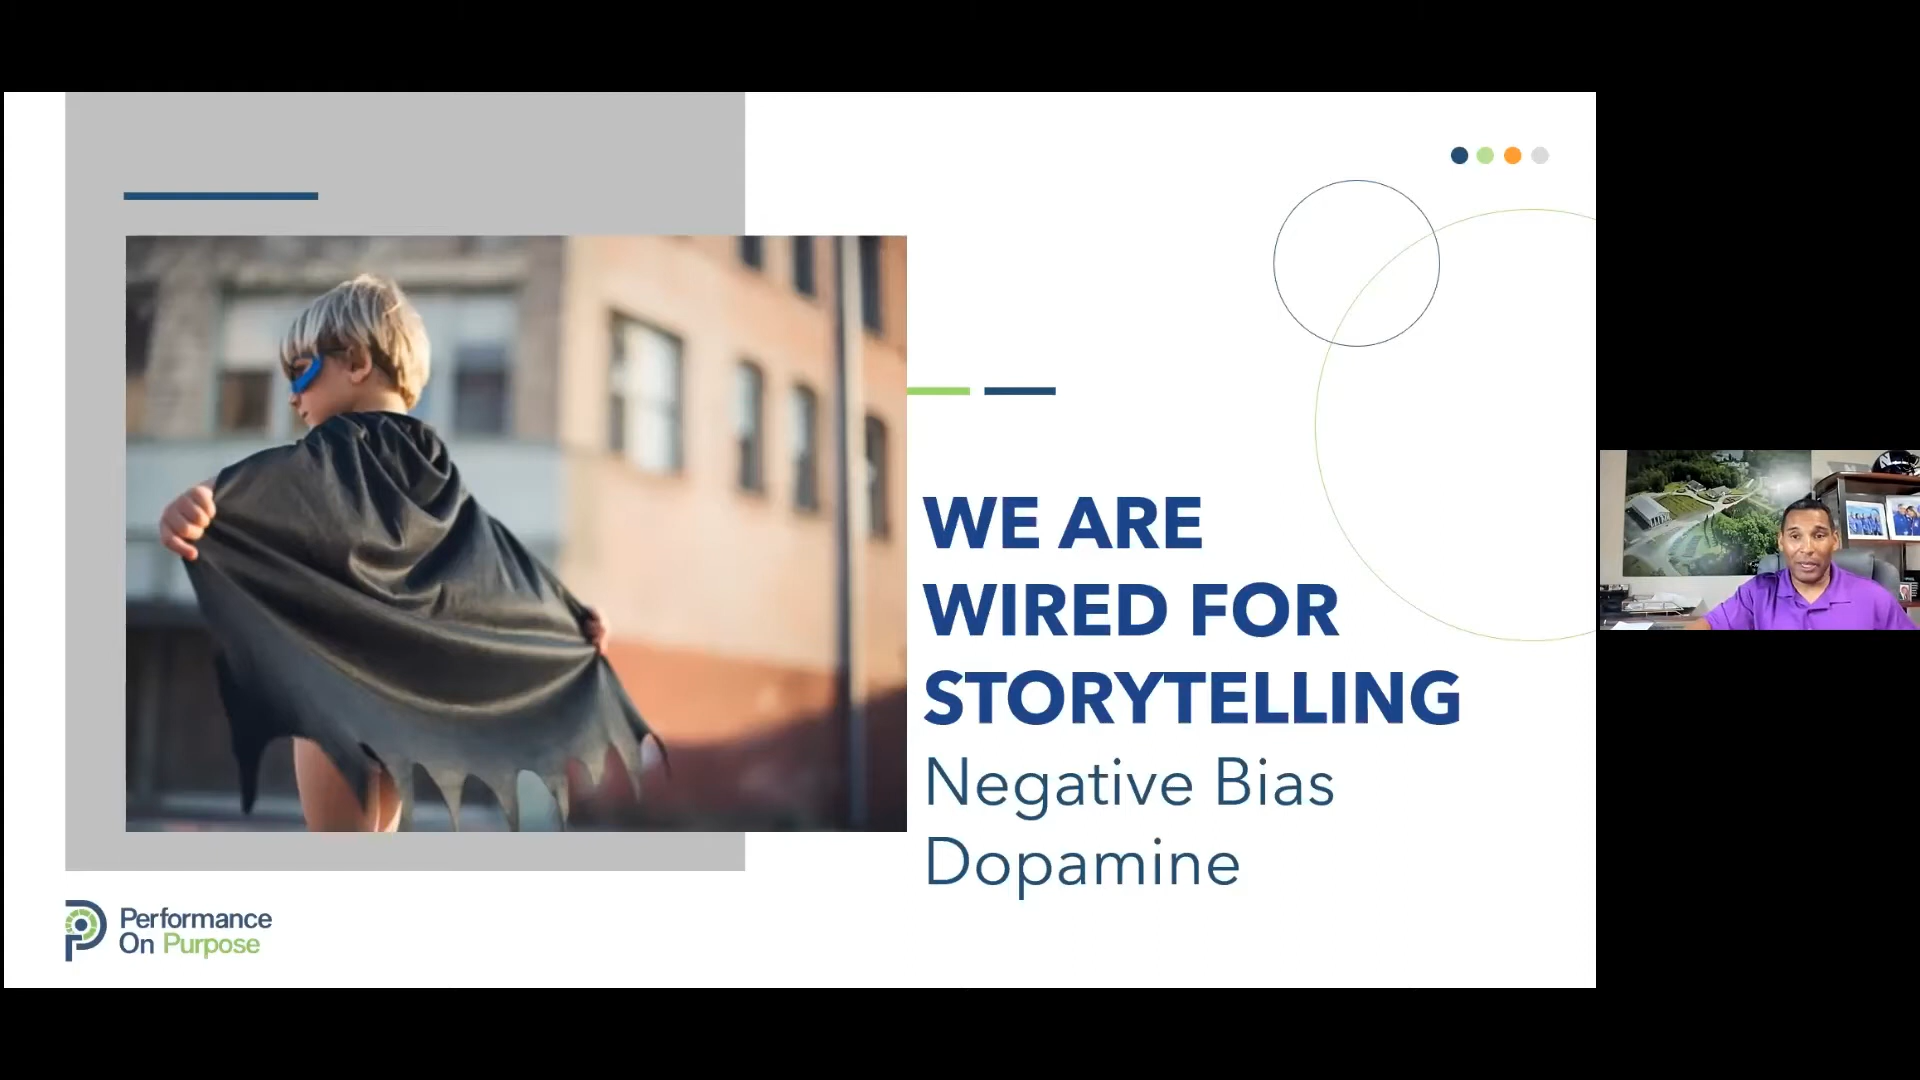 WE ARE
WIRED FOR
STORYTELLING
Negative Bias
Dopamine
Performance
On Purpose